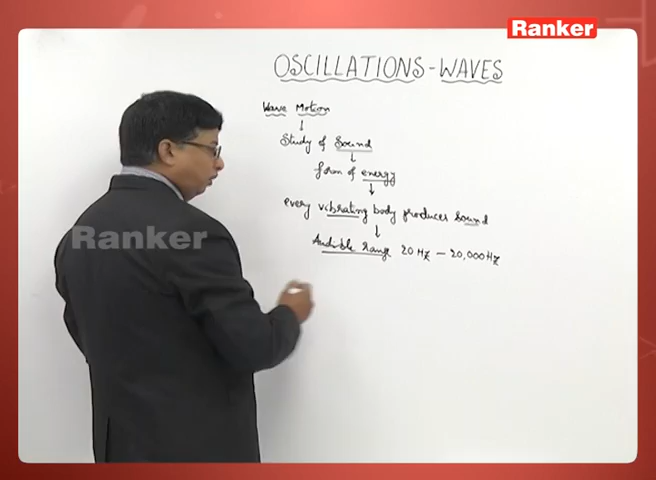 Ranker
OSCILLATIONS - WAVES
Wave Motion
Study of Sound
form of energy
every vibrating body produces sound
Audible range 20 Hz - 20,000 Hz
Ranker